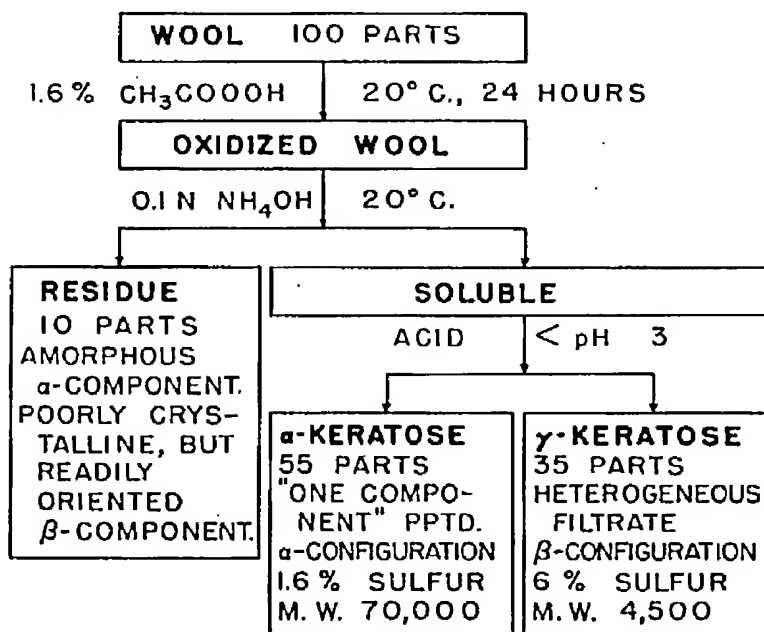 WOOL 100 PARTS
1.6% CH₃COOOH 20°C., 24 HOURS
OXIDIZED WOOL
0.1 N NH₄OH 20°C.
RESIDUE
10 PARTS
AMORPHOUS
α-COMPONENT.
POORLY CRYS-
TALLINE, BUT
READILY
ORIENTED
β-COMPONENT.
SOLUBLE
ACID < pH 3
α-KERATOSE
55 PARTS
"ONE COMPO-
NENT" PPTD.
α-CONFIGURATION
1.6% SULFUR
M.W. 70,000
γ-KERATOSE
35 PARTS
HETEROGENEOUS
FILTRATE
β-CONFIGURATION
6% SULFUR
M.W. 4,500